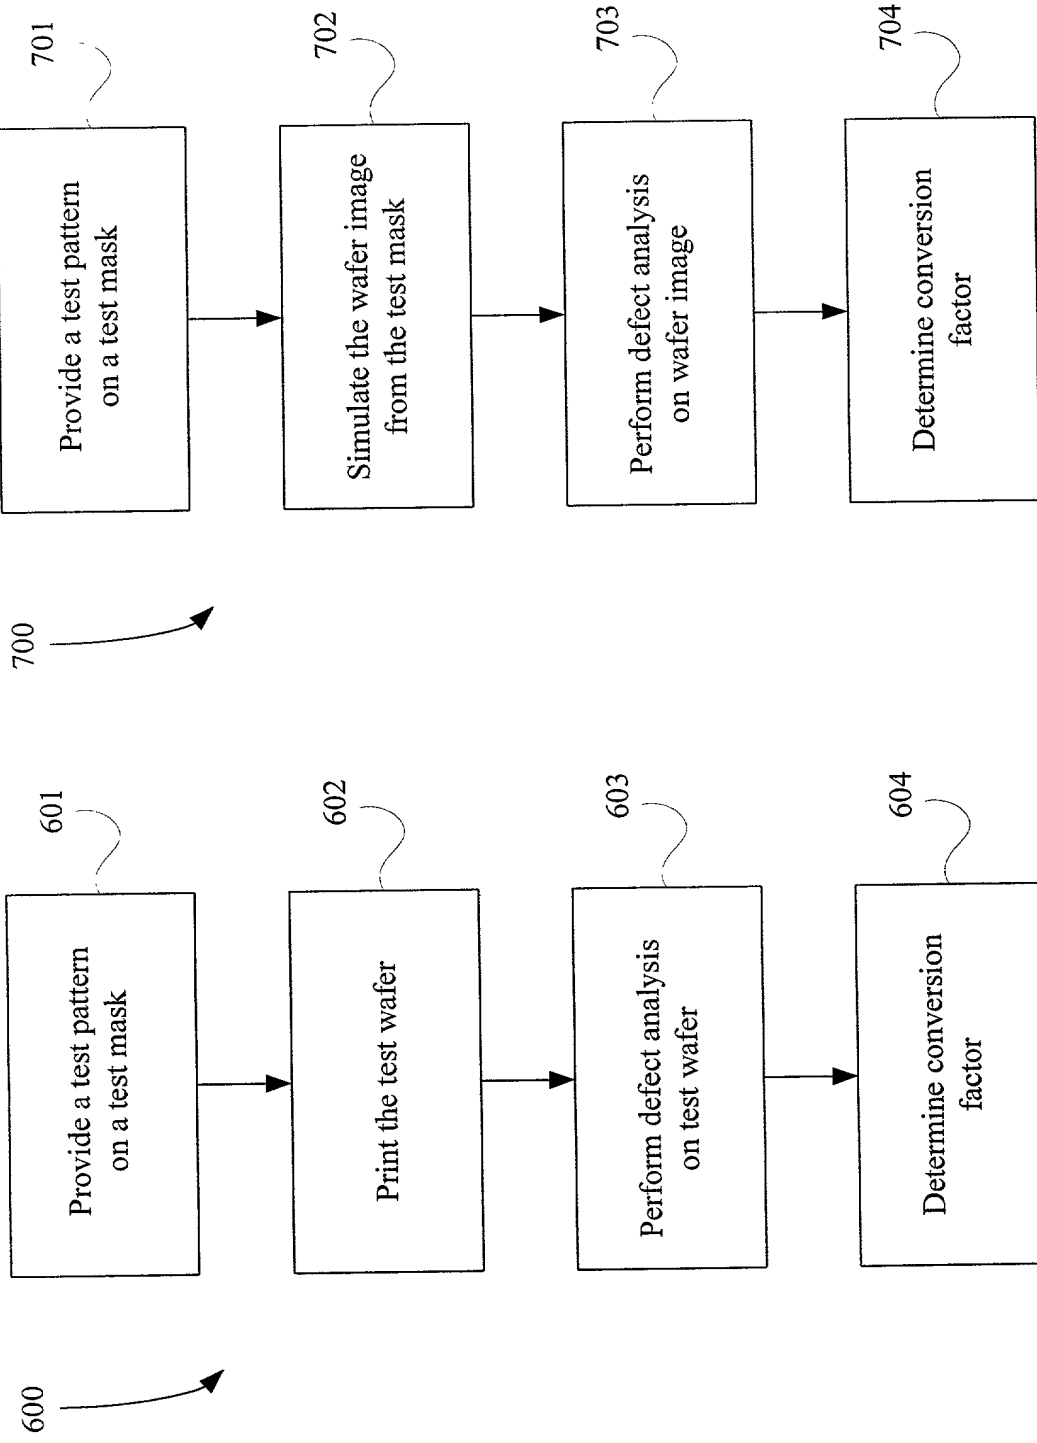 600
601
Provide a test pattern
on a test mask
602
Print the test wafer
603
Perform defect analysis
on test wafer
604
Determine conversion
factor
700
701
Provide a test pattern
on a test mask
702
Simulate the wafer image
from the test mask
703
Perform defect analysis
on wafer image
704
Determine conversion
factor